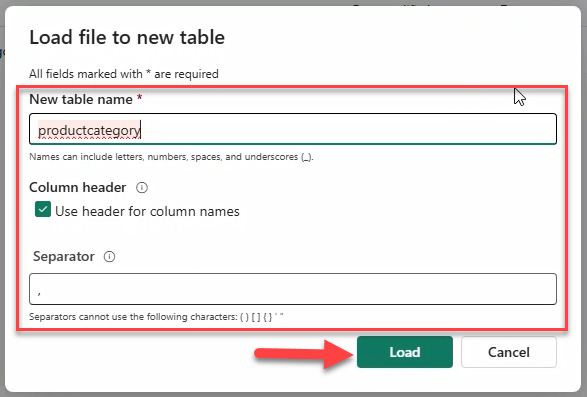 Load file to new table
All fields marked with * are required
New table name *
productcategory
Names can include letters, numbers, spaces, and underscores (_).
Column header
Use header for column names
Separator
,
Separators cannot use the following characters: ( ) [ ] { } ' "
Load Cancel